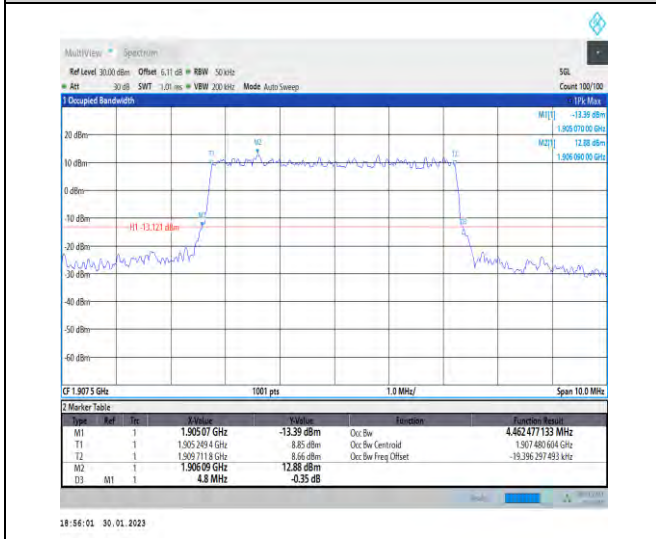 MultiView Spectrum
Ref Level 30.00 dBm Offset 6.11 dB RBW 50 kHz SGL
Att 30 dB SWT 1.01 ms VBW 200 kHz Mode Auto Sweep Count 100/100
1 Occupied Bandwidth 1Pk Max
M1[1] -13.39 dBm
1.905 070 00 GHz
M2[1] 12.88 dBm
1.906 090 00 GHz
20 dBm
M2
T1 T2
10 dBm
0 dBm
-10 dBm
M1 D3
H1 -13.121 dBm
-20 dBm
-30 dBm
-40 dBm
-50 dBm
-60 dBm
CF 1.907 5 GHz 1001 pts 1.0 MHz/ Span 10.0 MHz
2 Marker Table
Type Ref Trc X-Value Y-Value Function Function Result
M1 1 1.905 07 GHz -13.39 dBm Occ Bw 4.462 477 133 MHz
T1 1 1.905 249 4 GHz 8.85 dBm Occ Bw Centroid 1.907 480 604 GHz
T2 1 1.909 711 8 GHz 8.66 dBm Occ Bw Freq Offset -19.396 297 493 kHz
M2 1 1.906 09 GHz 12.88 dBm
D3 M1 1 4.8 MHz -0.35 dB
18:56:01 30.01.2023